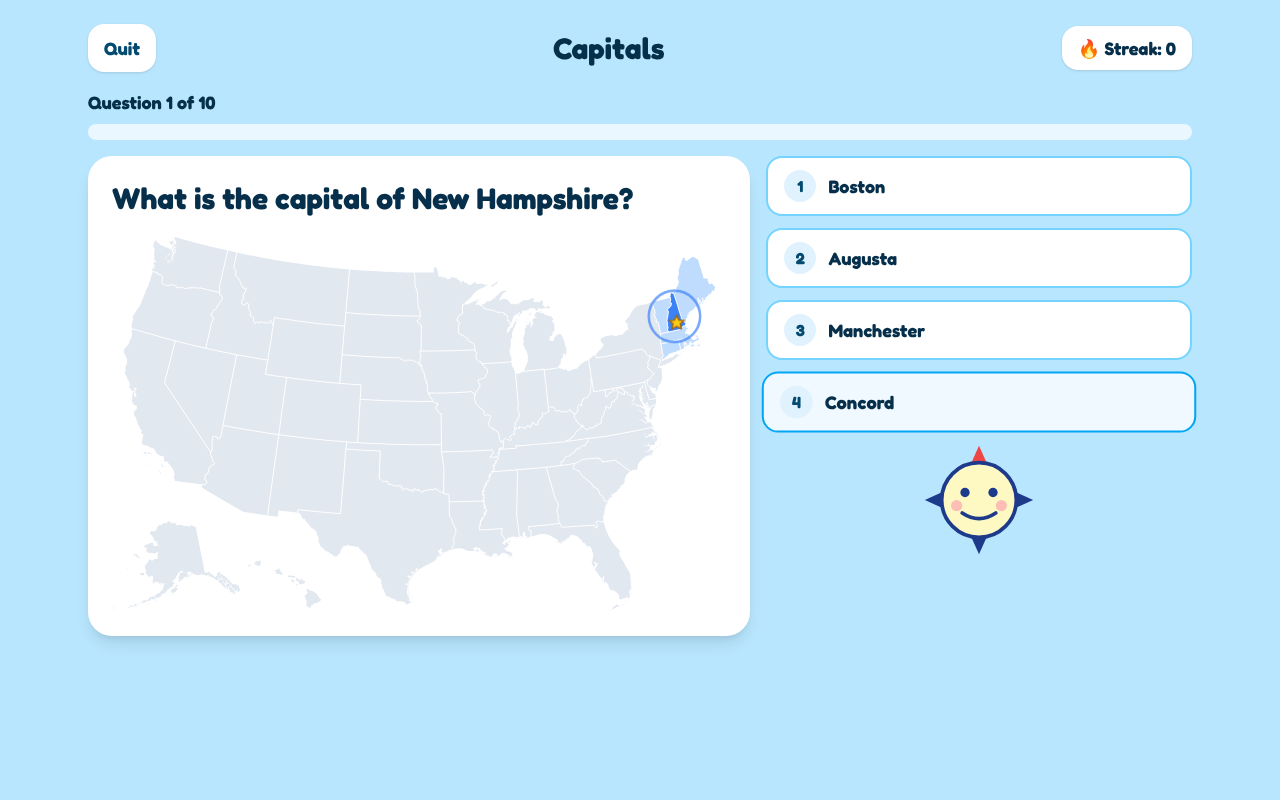 Quit
Capitals
🔥 Streak: 0
Question 1 of 10
What is the capital of New Hampshire?
1 Boston
2 Augusta
3 Manchester
4 Concord